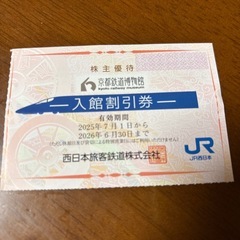 株主優待
京都鉄道博物館
kyoto railway museum
入館割引券
有効期間
2025年7月1日から
2026年6月30日まで
西日本旅客鉄道株式会社
JR
JR西日本